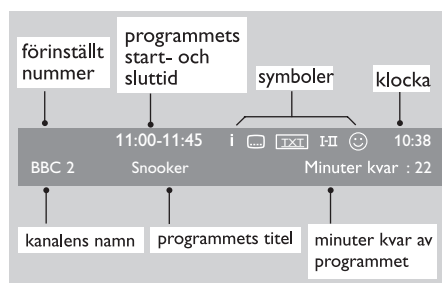 förinställt
nummer
programmets
start- och
sluttid
symboler
klocka
11:00-11:45 i TXT I-II 10:38
BBC 2 Snooker Minuter kvar : 22
kanalens namn
programmets titel
minuter kvar av
programmet